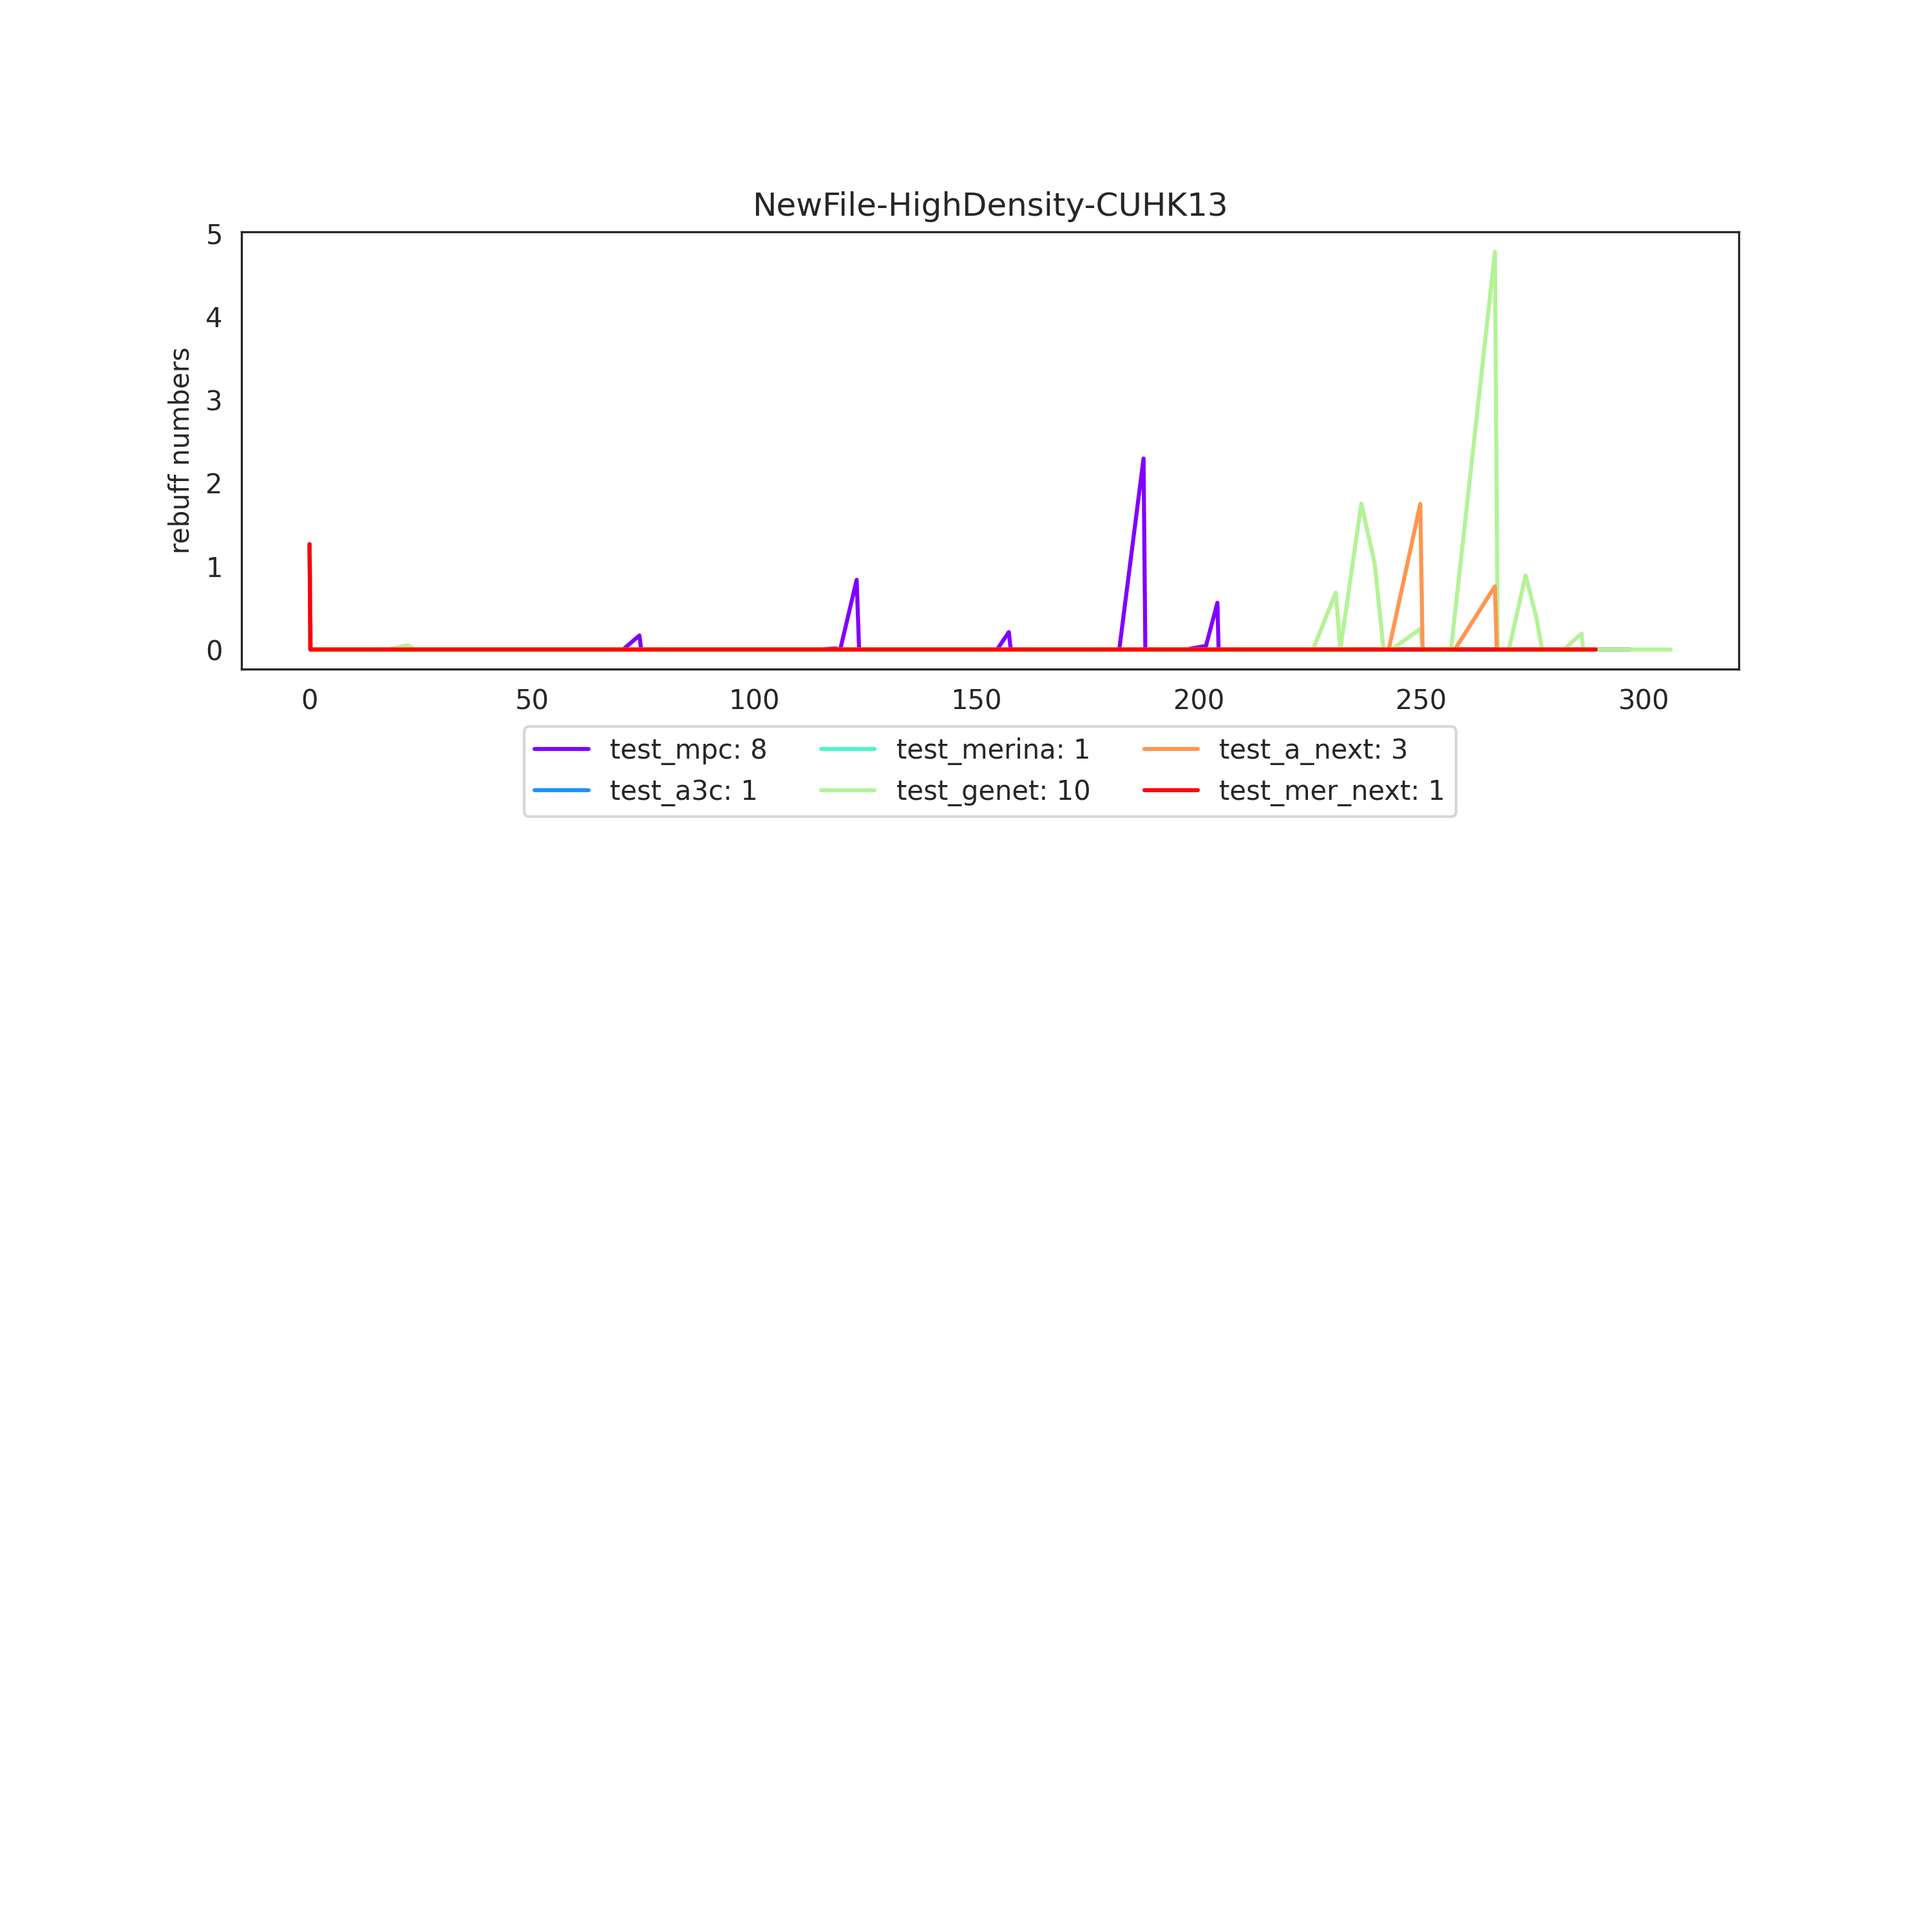 NewFile-HighDensity-CUHK13
5
4
3
2
1
0
rebuff numbers
0 50 100 150 200 250 300
test_mpc: 8 test_merina: 1 test_a_next: 3
test_a3c: 1 test_genet: 10 test_mer_next: 1